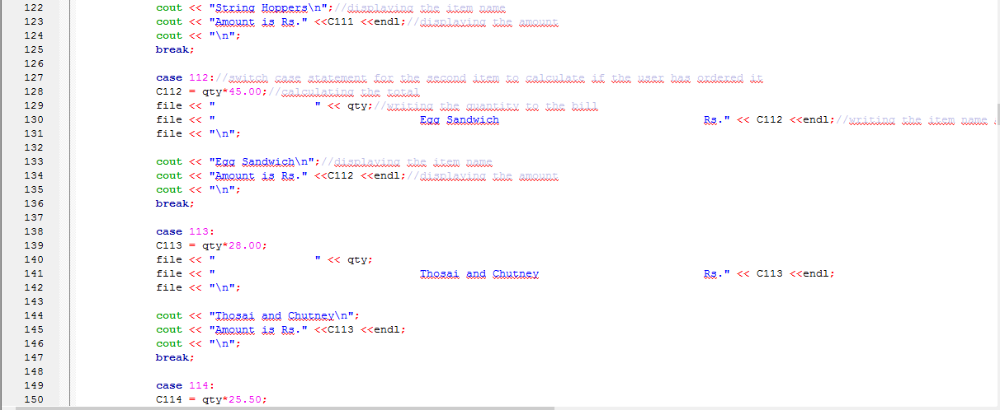 122 cout << "String Hoppers\n";//displaying the item name
123 cout << "Amount is Rs." <<C111 <<endl;//displaying the amount
124 cout << "\n";
125 break;
126
127 case 112://switch case statement for the second item to calculate if the user has ordered it
128 C112 = qty*45.00;//calculating the total
129 file << "               " << qty;//writing the quantity to the bill
130 file << "                               Egg Sandwich                               Rs." << C112 <<endl;//writing the item name
131 file << "\n";
132
133 cout << "Egg Sandwich\n";//displaying the item name
134 cout << "Amount is Rs." <<C112 <<endl;//displaying the amount
135 cout << "\n";
136 break;
137
138 case 113:
139 C113 = qty*28.00;
140 file << "               " << qty;
141 file << "                               Thosai and Chutney                         Rs." << C113 <<endl;
142 file << "\n";
143
144 cout << "Thosai and Chutney\n";
145 cout << "Amount is Rs." <<C113 <<endl;
146 cout << "\n";
147 break;
148
149 case 114:
150 C114 = qty*25.50;